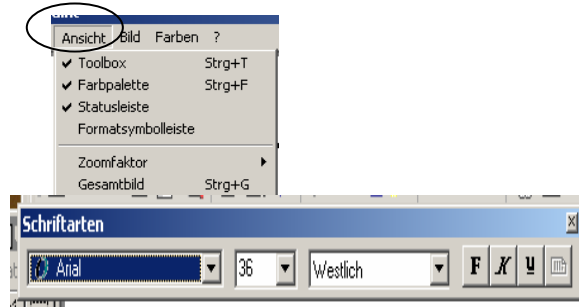 Ansicht Bild Farben ?
Toolbox Strg+T
Farbpalette Strg+F
Statusleiste
Formatsymbolleiste
Zoomfaktor
Gesamtbild Strg+G
Schriftarten
Arial 36 Westlich F K U